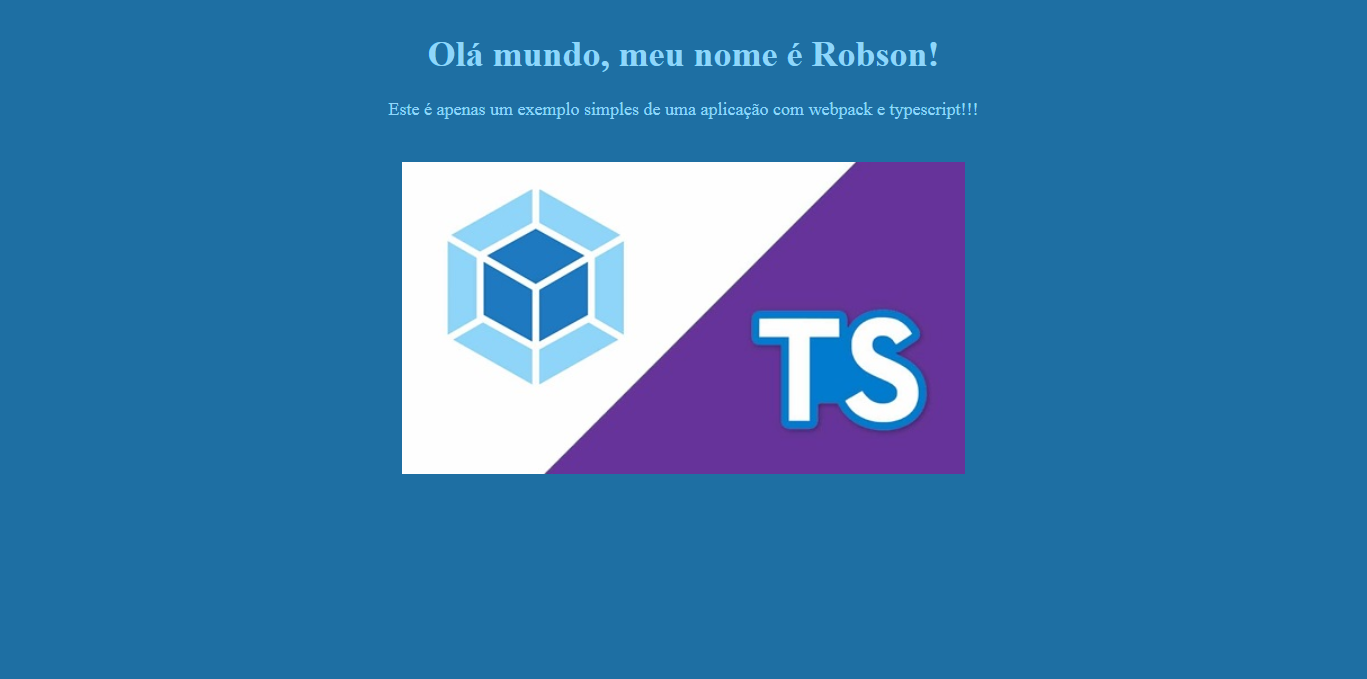 Olá mundo, meu nome é Robson!
Este é apenas um exemplo simples de uma aplicação com webpack e typescript!!!
TS